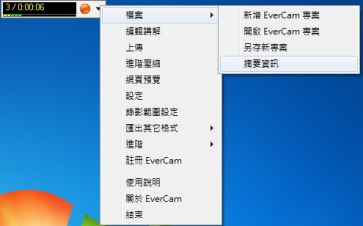 3 / 0:00:06
檔案
編輯講解
上傳
進階壓縮
網頁預覽
設定
錄影範圍設定
匯出其它格式
進階
註冊 EverCam
使用說明
關於 EverCam
結束
新增 EverCam 專案
開啟 EverCam 專案
另存新專案
摘要資訊